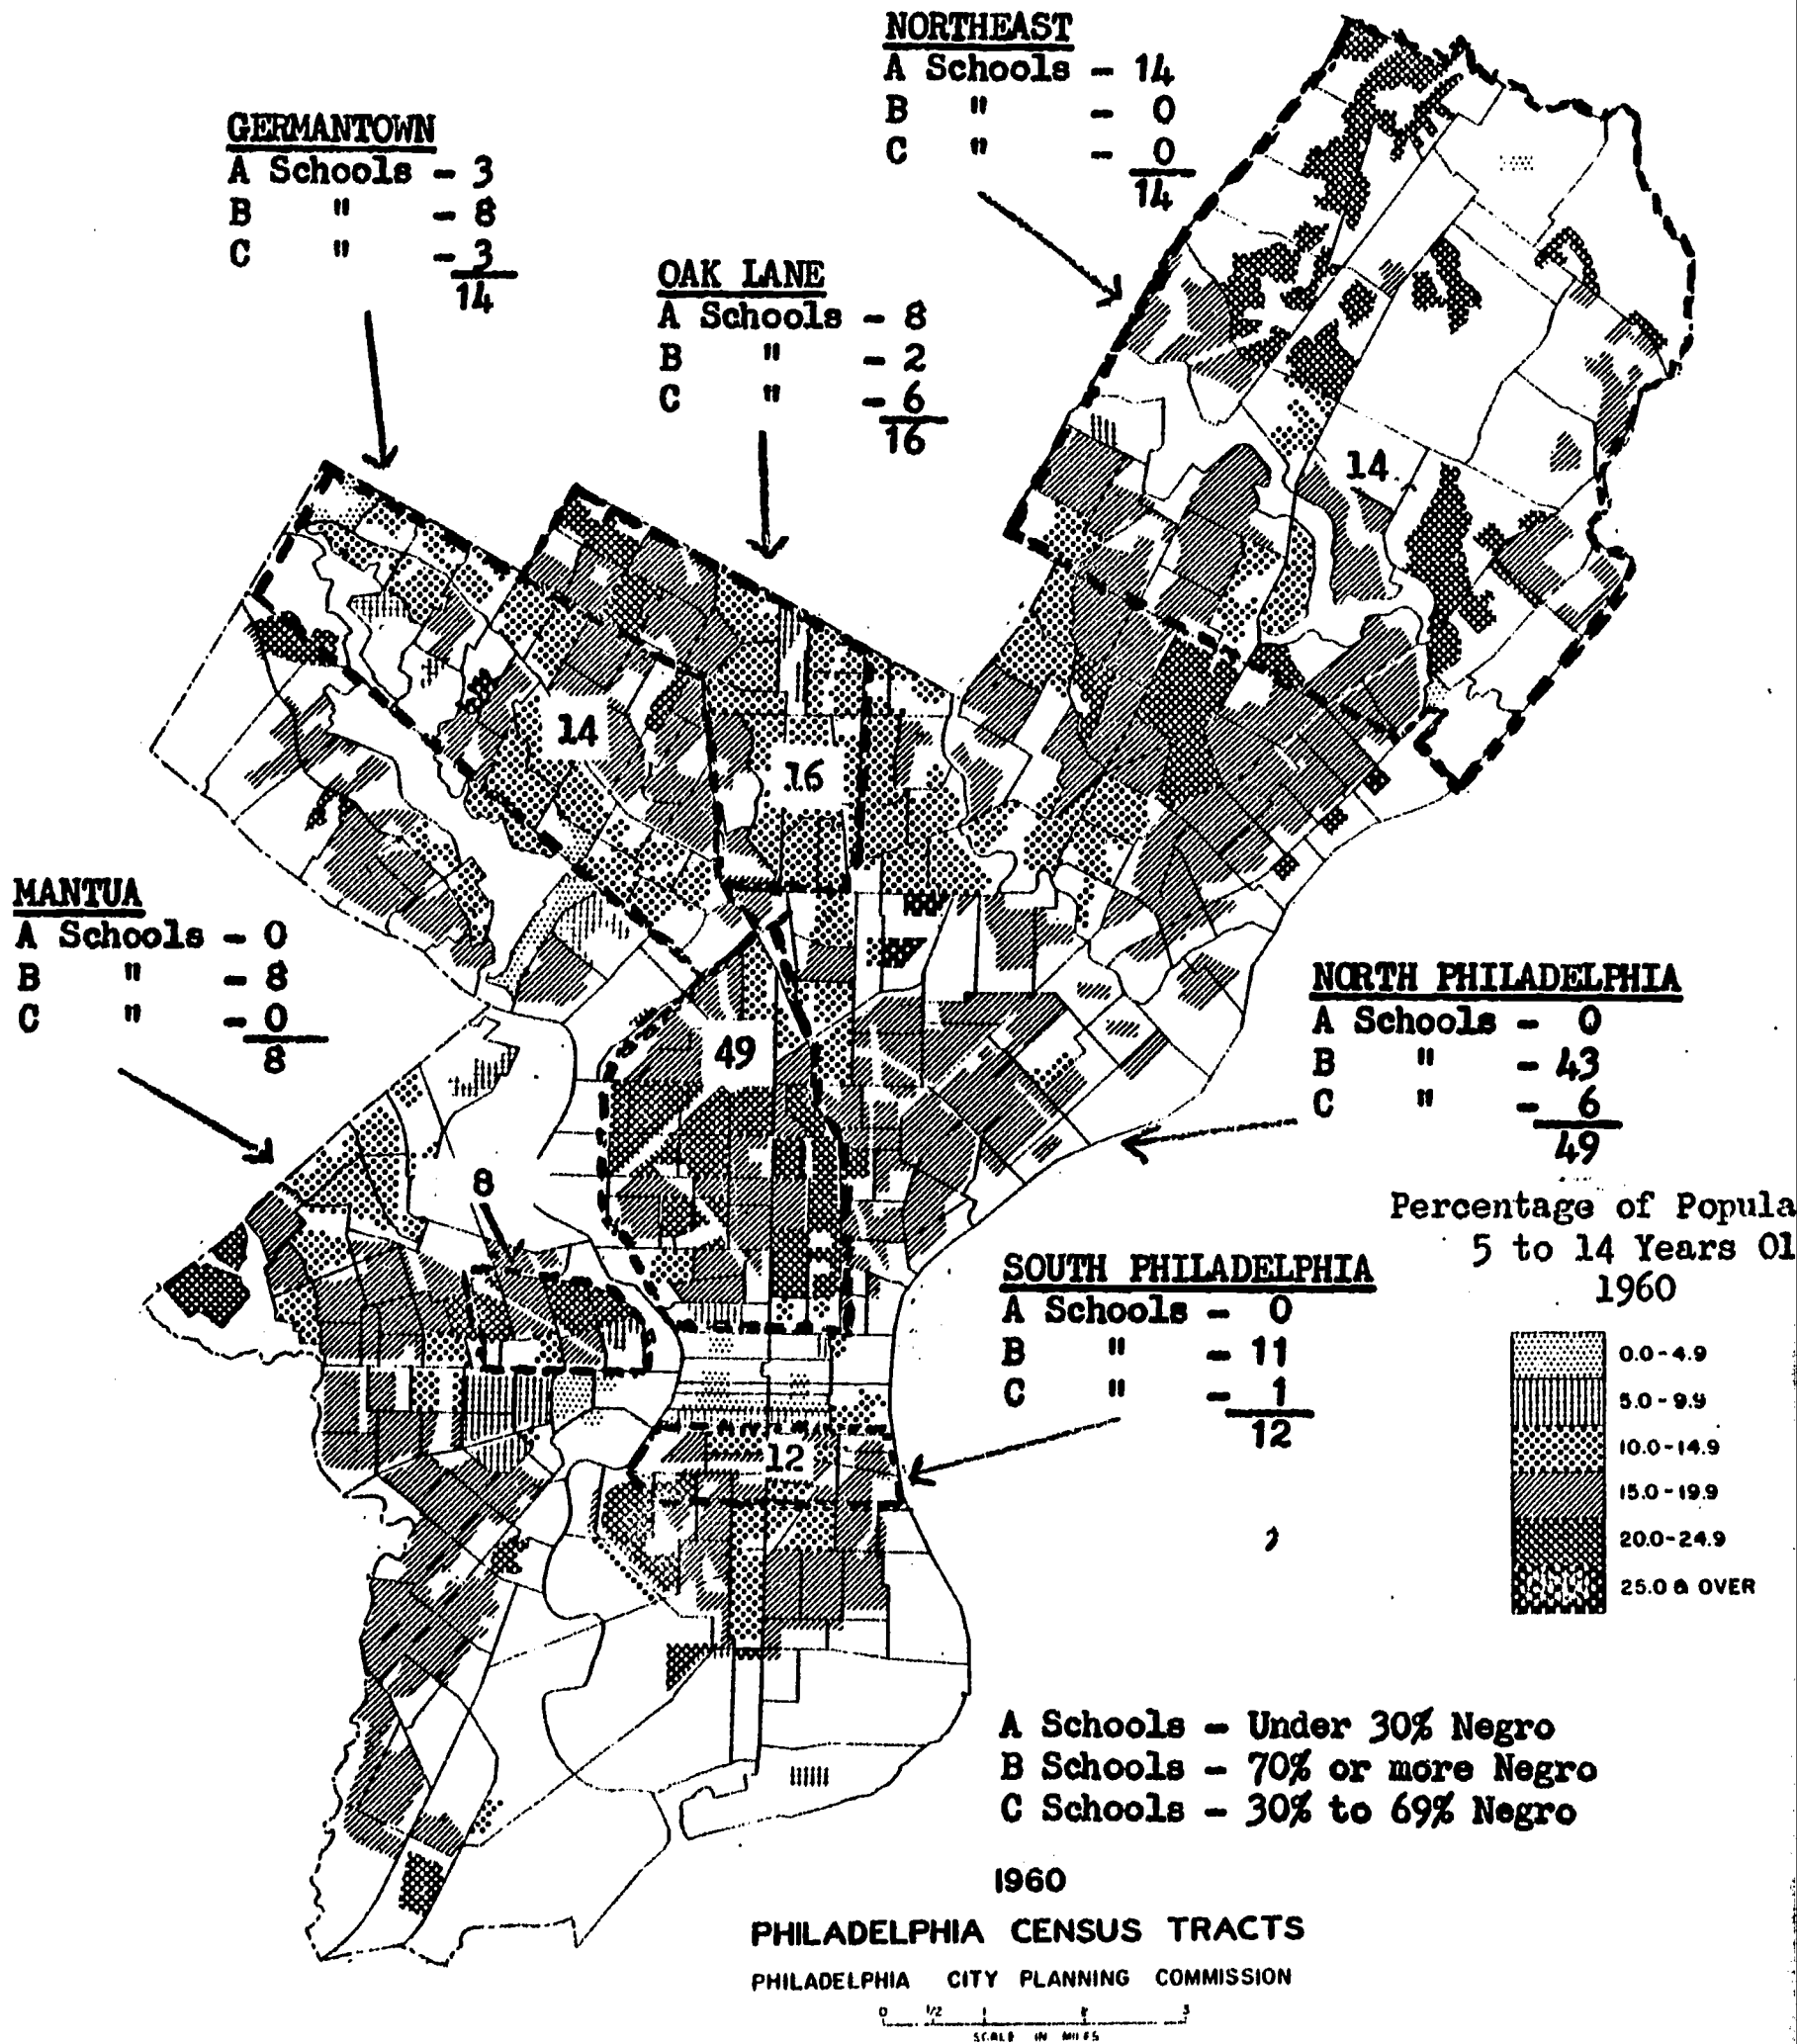 NORTHEAST
A Schools - 14
B " - 0
C " - 0
14
GERMANTOWN
A Schools - 3
B " - 8
C " - 3
14
OAK LANE
A Schools - 8
B " - 2
C " - 6
16
14
14
16
MANTUA
A Schools - 0
B " - 8
C " - 0
8
NORTH PHILADELPHIA
A Schools - 0
B " - 43
C " - 6
49
49
8
Percentage of Popula
5 to 14 Years Ol
1960
SOUTH PHILADELPHIA
A Schools - 0
B " - 11
C " - 1
12
12
0.0-4.9
5.0-9.9
10.0-14.9
15.0-19.9
20.0-24.9
25.0 & OVER
A Schools - Under 30% Negro
B Schools - 70% or more Negro
C Schools - 30% to 69% Negro
1960
PHILADELPHIA CENSUS TRACTS
PHILADELPHIA CITY PLANNING COMMISSION
0 1/2 1 3
SCALE IN MILES